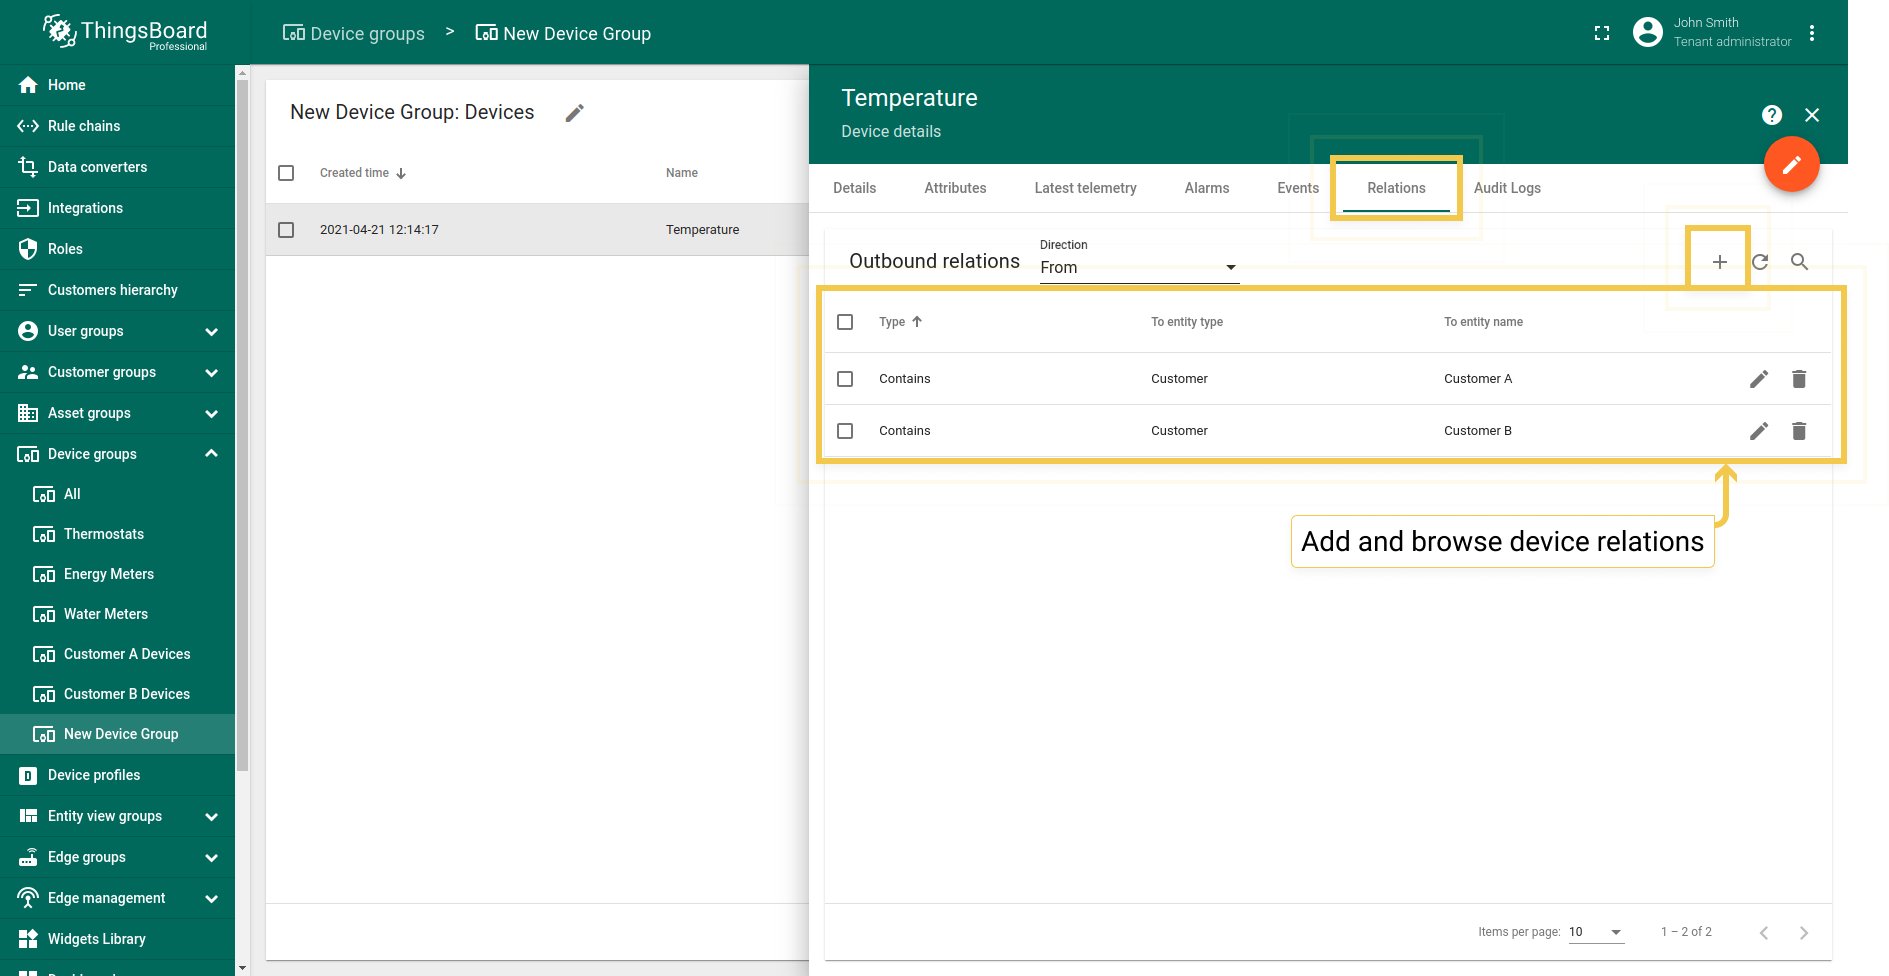 ThingsBoard
Professional
Device groups > New Device Group
John Smith
Tenant administrator
Home
Rule chains
Data converters
Integrations
Roles
Customers hierarchy
User groups
Customer groups
Asset groups
Device groups
All
Thermostats
Energy Meters
Water Meters
Customer A Devices
Customer B Devices
New Device Group
Device profiles
Entity view groups
Edge groups
Edge management
Widgets Library
New Device Group: Devices
Created time Name
2021-04-21 12:14:17 Temperature
Temperature
Device details
Details Attributes Latest telemetry Alarms Events Relations Audit Logs
Outbound relations
Direction
From
Type To entity type To entity name
Contains Customer Customer A
Contains Customer Customer B
Add and browse device relations
Items per page: 10 1 – 2 of 2